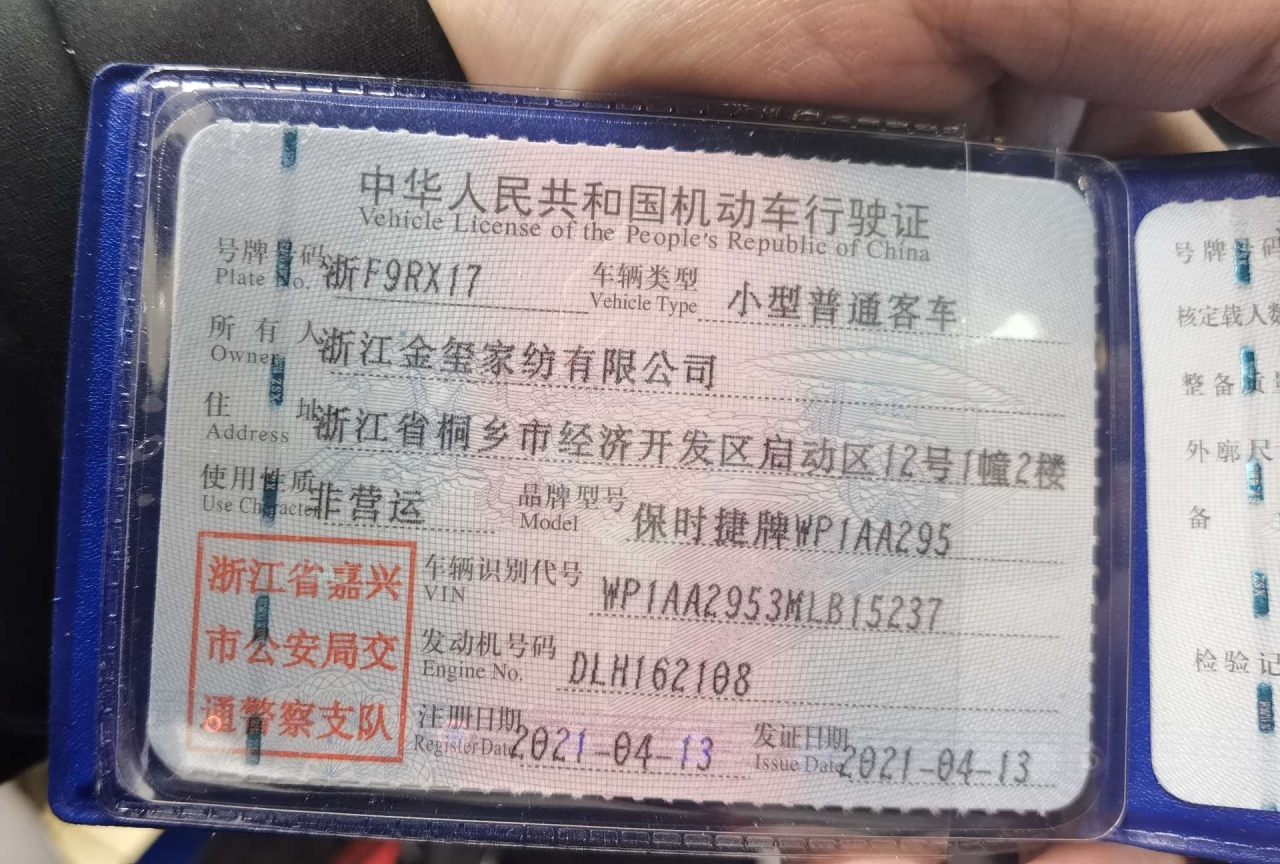 中华人民共和国机动车行驶证
Vehicle License of the People's Republic of China
号牌号码 浙F9RX17 车辆类型 小型普通客车
Plate No. Vehicle Type
所有人 浙江金玺家纺有限公司
Owner
住址 浙江省桐乡市经济开发区启动区12号1幢2楼
Address
使用性质 非营运 品牌型号 保时捷牌WP1AA295
Use Character Model
浙江省嘉兴
市公安局交
通警察支队
车辆识别代号 WP1AA2953MLB15237
VIN
发动机号码 DLH162108
Engine No.
注册日期 2021-04-13 发证日期 2021-04-13
Register Date Issue Date
号牌号码
核定载人数
整备质量
外廓尺
备
检验记